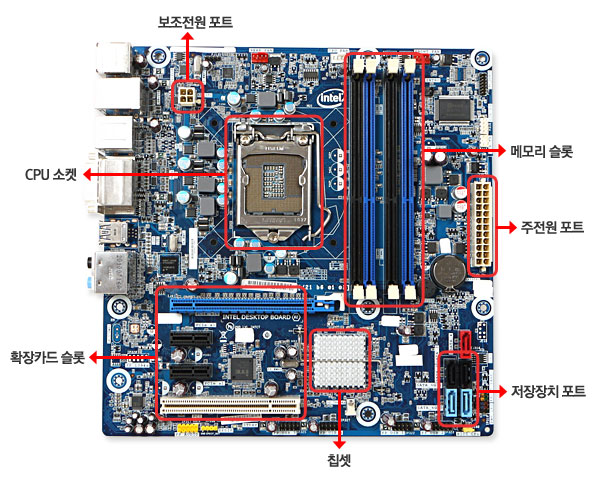 보조전원 포트
intel
메모리 슬롯
CPU 소켓
주전원 포트
INTEL DESKTOP BOARD
확장카드 슬롯
저장장치 포트
칩셋